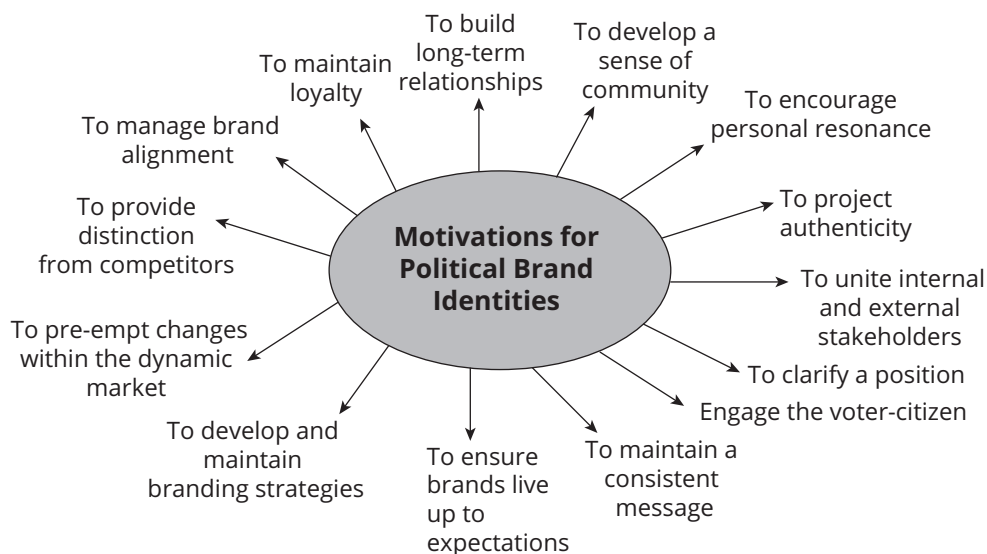 To build
long-term
relationships
To develop a
sense of
community
To encourage
personal resonance
To project
authenticity
To unite internal
and external
stakeholders
To clarify a position
Engage the voter-citizen
To maintain a
consistent
message
To ensure
brands live
up to
expectations
To develop and
maintain
branding strategies
To pre-empt changes
within the dynamic
market
To provide
distinction
from competitors
To manage brand
alignment
To maintain
loyalty
Motivations for
Political Brand
Identities